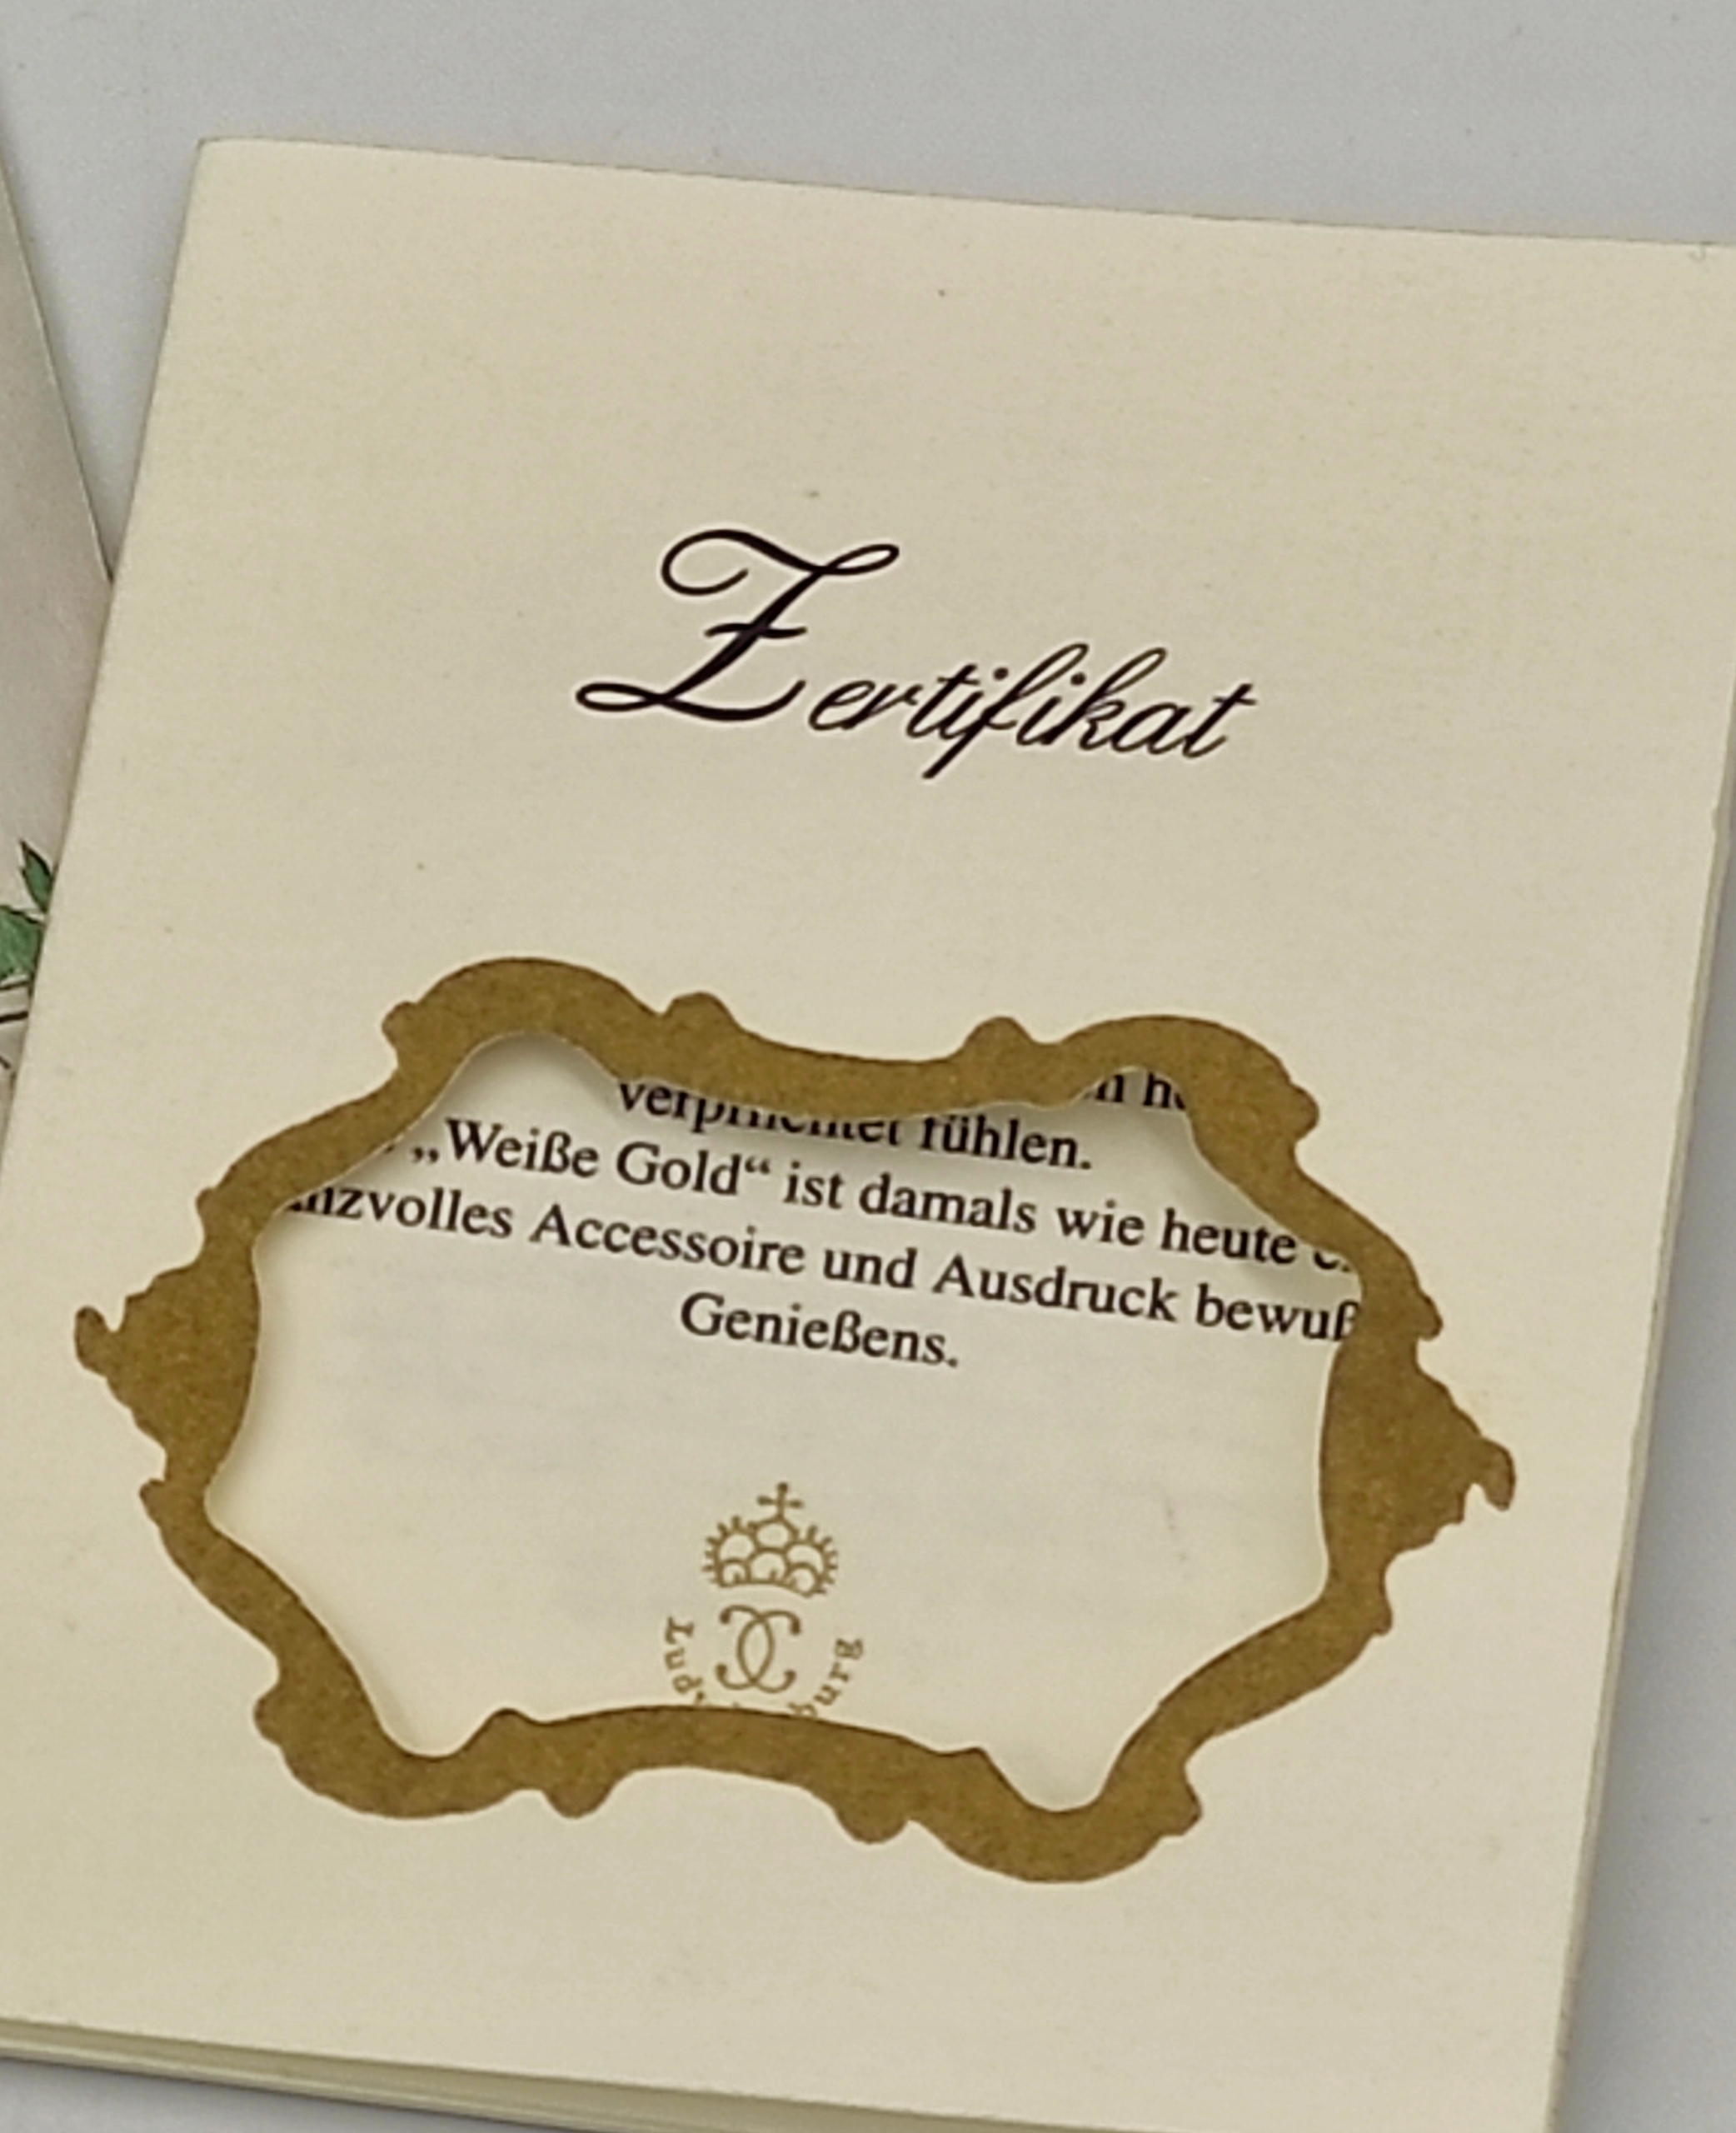 Zertifikat
fühlen.
„Weiße Gold“ ist damals wie heute
Accessoire und Ausdruck
Genießens.